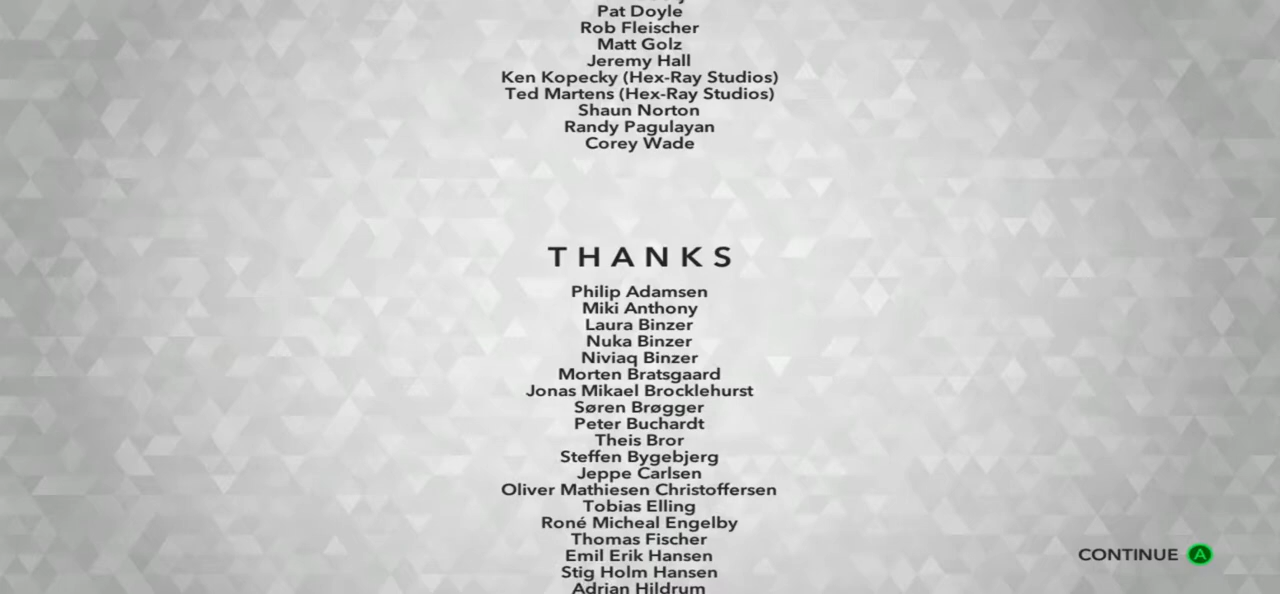 Pat Doyle
Rob Fleischer
Matt Golz
Jeremy Hall
Ken Kopecky (Hex-Ray Studios)
Ted Martens (Hex-Ray Studios)
Shaun Norton
Randy Pagulayan
Corey Wade
THANKS
Philip Adamsen
Miki Anthony
Laura Binzer
Nuka Binzer
Niviaq Binzer
Morten Bratsgaard
Jonas Mikael Brocklehurst
Søren Brøgger
Peter Buchardt
Theis Bror
Steffen Bygebjerg
Jeppe Carlsen
Oliver Mathiesen Christoffersen
Tobias Elling
Roné Micheal Engelby
Thomas Fischer
Emil Erik Hansen
Stig Holm Hansen
Adrian Hildrum
CONTINUE A